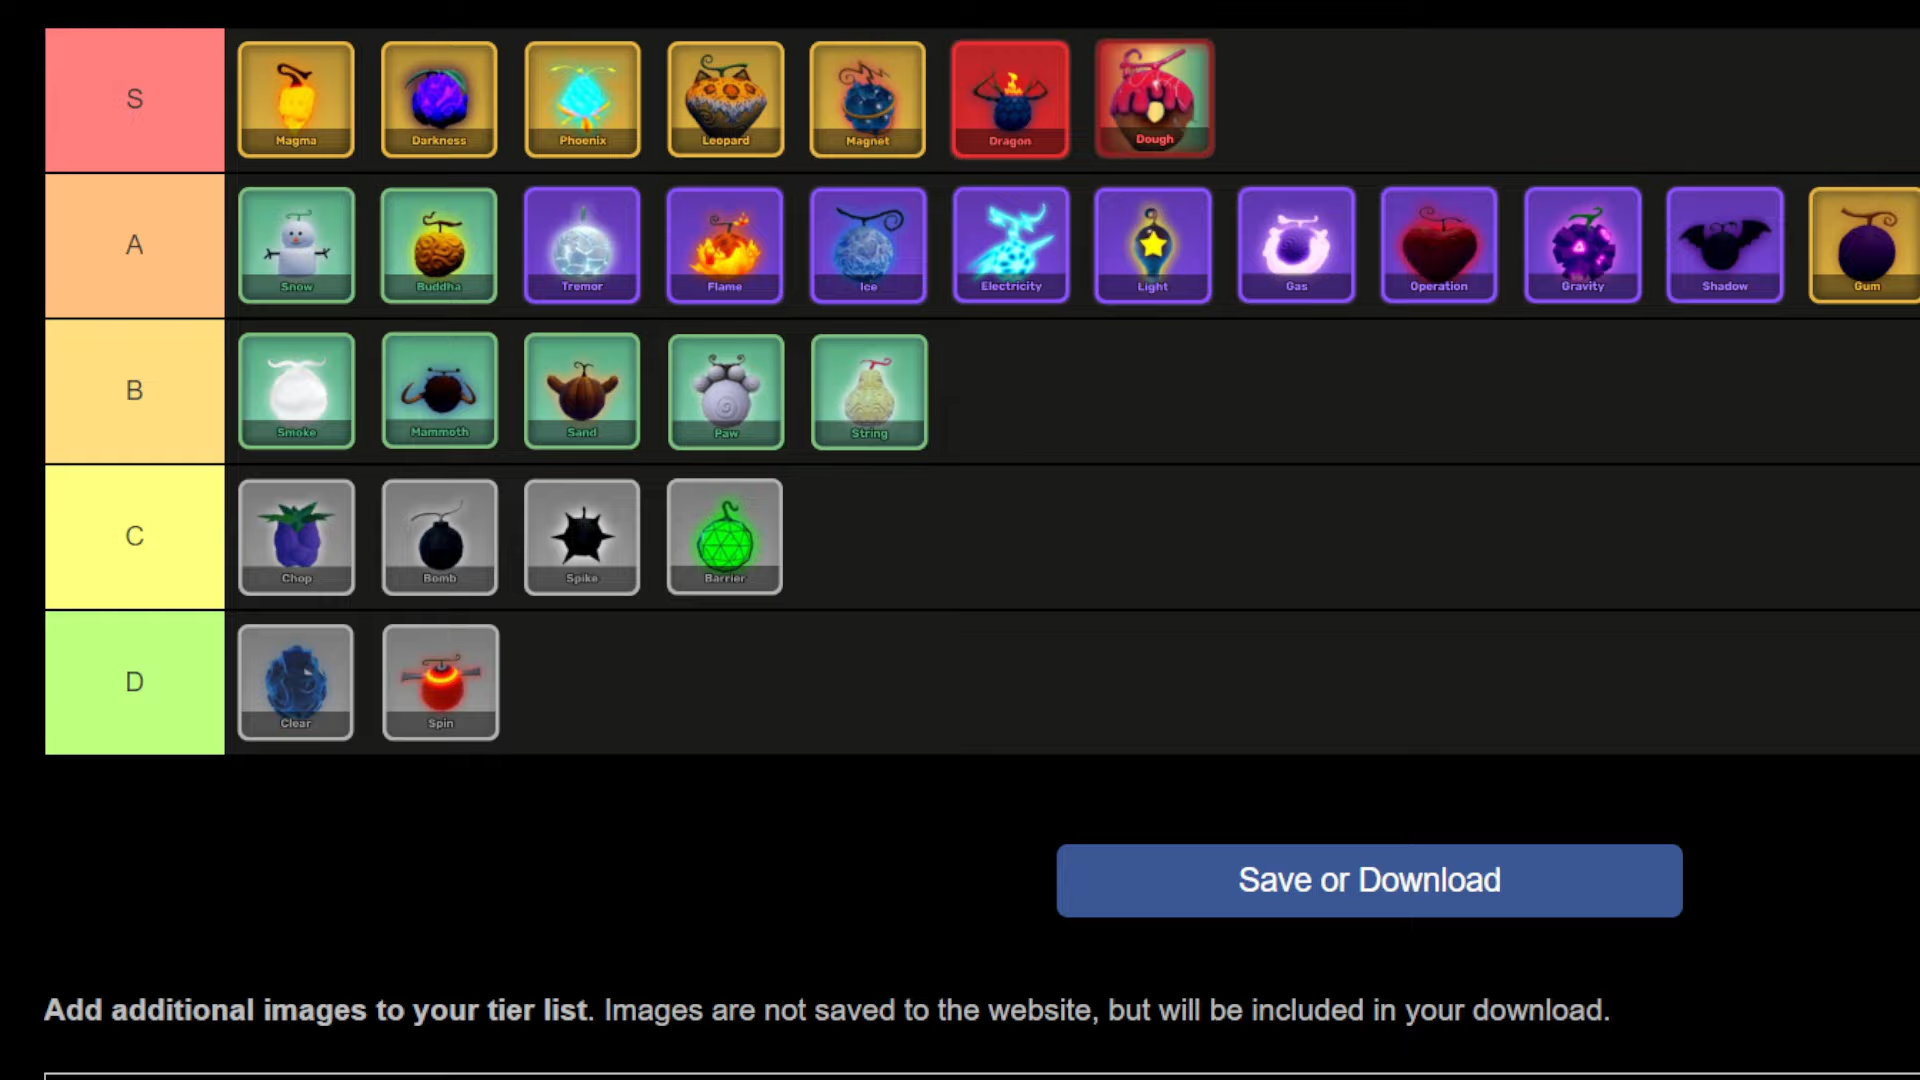 S
Magma Darkness Phoenix Leopard Magnet Dragon Dough
A
Snow Buddha Tremor Flame Ice Electricity Light Gas Operation Gravity Shadow Gum
B
Smoke Mammoth Sand Paw String
C
Chop Bomb Spike Barrier
D
Clear Spin
Save or Download
Add additional images to your tier list. Images are not saved to the website, but will be included in your download.